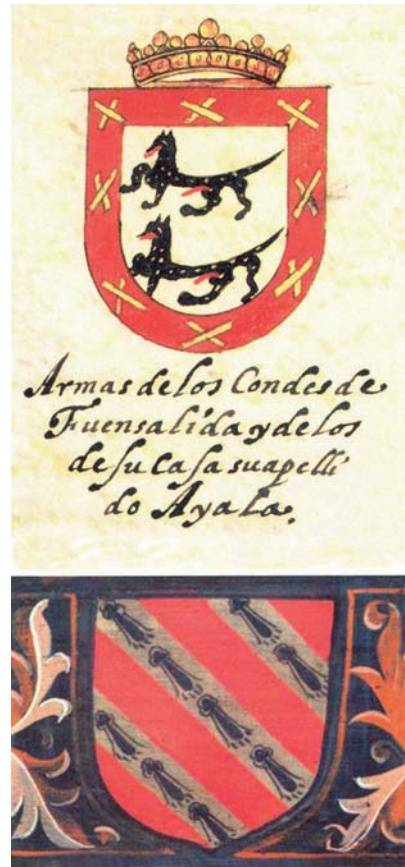 Armas de los Condes de
Fuensalida y de los
de su Casa su apelli
do Ayala.